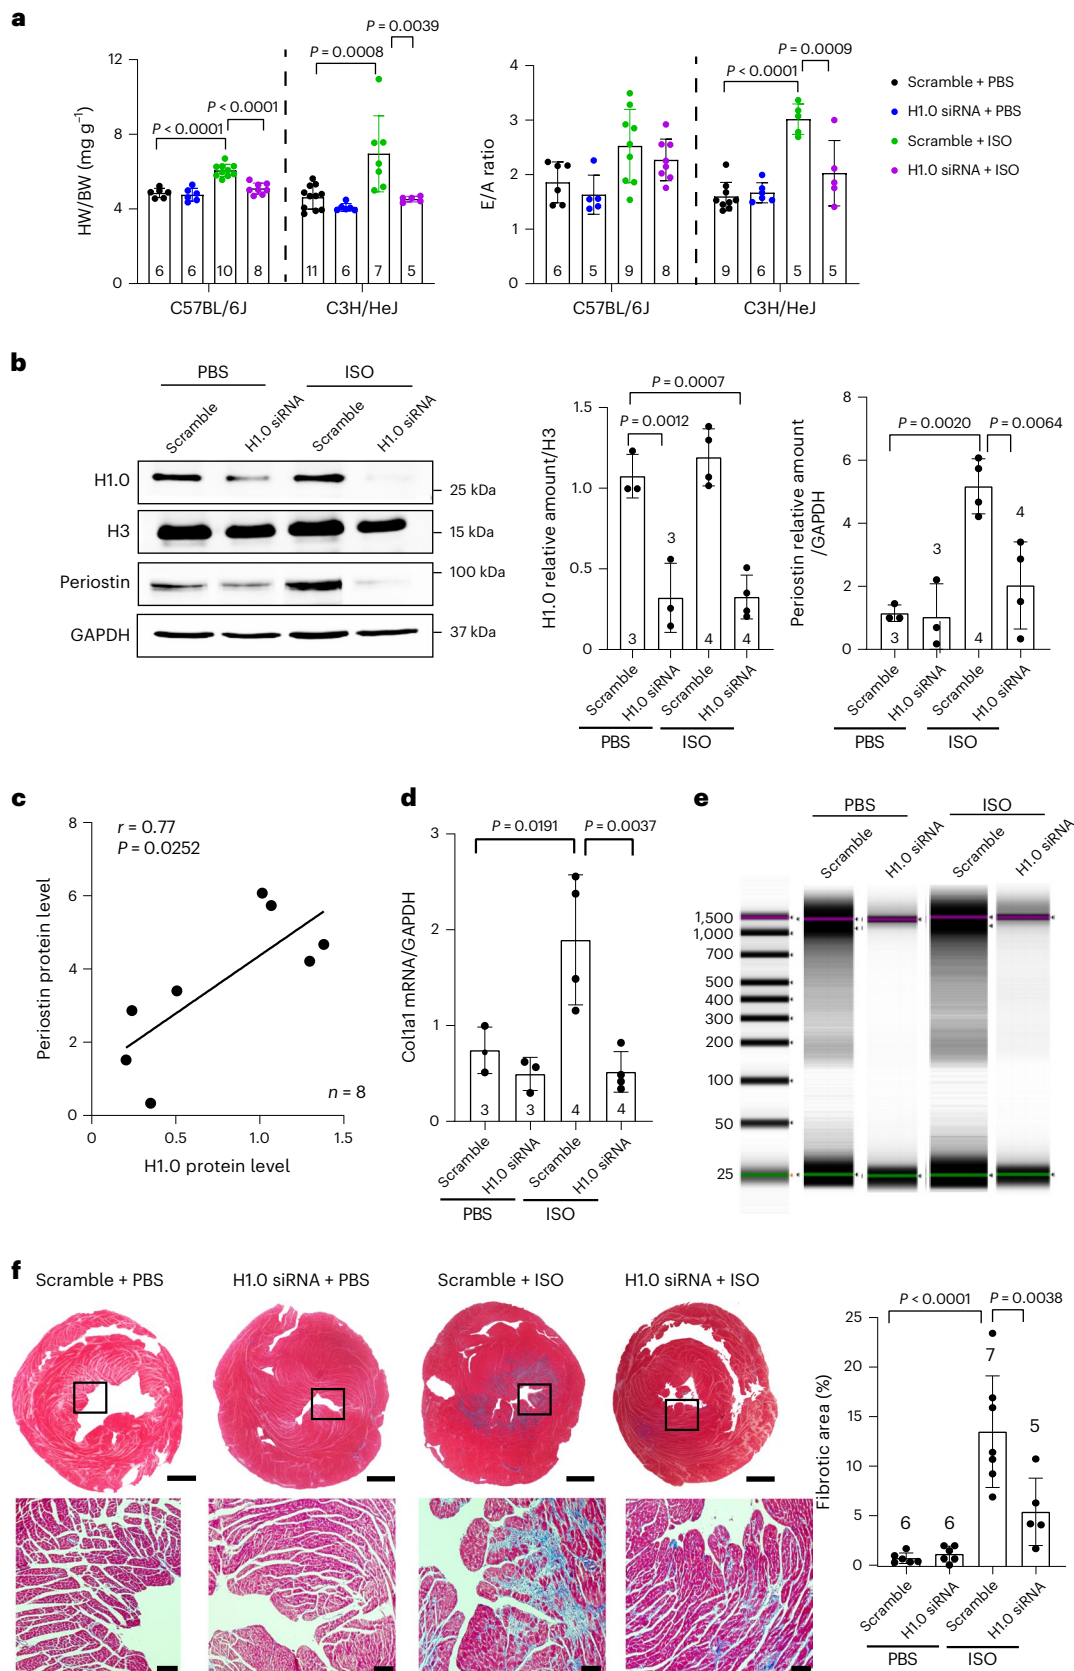 a
P = 0.0039
P = 0.0008
P < 0.0001
P < 0.0001
12
8
4
0
HW/BW (mg g⁻¹)
6
6
10
8
11
6
7
5
C57BL/6J
C3H/HeJ
P = 0.0009
P < 0.0001
4
3
2
1
0
E/A ratio
6
5
9
8
9
6
5
5
C57BL/6J
C3H/HeJ
Scramble + PBS
H1.0 siRNA + PBS
Scramble + ISO
H1.0 siRNA + ISO
b
PBS
ISO
Scramble
H1.0 siRNA
Scramble
H1.0 siRNA
H1.0
25 kDa
H3
15 kDa
Periostin
100 kDa
GAPDH
37 kDa
P = 0.0007
P = 0.0012
1.5
1.0
0.5
0
H1.0 relative amount/H3
3
3
4
4
Scramble
H1.0 siRNA
Scramble
H1.0 siRNA
PBS
ISO
P = 0.0020
P = 0.0064
8
6
4
2
0
Periostin relative amount
/GAPDH
3
3
4
4
Scramble
H1.0 siRNA
Scramble
H1.0 siRNA
PBS
ISO
c
r = 0.77
P = 0.0252
8
6
4
2
0
Periostin protein level
n = 8
0
0.5
1.0
1.5
H1.0 protein level
d
P = 0.0191
P = 0.0037
3
2
1
0
Col1a1 mRNA/GAPDH
3
3
4
4
Scramble
H1.0 siRNA
Scramble
H1.0 siRNA
PBS
ISO
e
PBS
ISO
Scramble
H1.0 siRNA
Scramble
H1.0 siRNA
1,500
1,000
700
500
400
300
200
100
50
25
f
Scramble + PBS
H1.0 siRNA + PBS
Scramble + ISO
H1.0 siRNA + ISO
P < 0.0001
P = 0.0038
25
20
15
10
5
0
Fibrotic area (%)
6
6
7
5
Scramble
H1.0 siRNA
Scramble
H1.0 siRNA
PBS
ISO